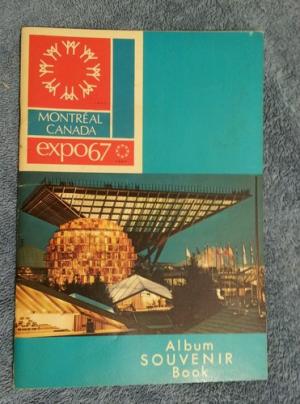 MONTRÉAL
CANADA
expo67
Album
SOUVENIR
Book